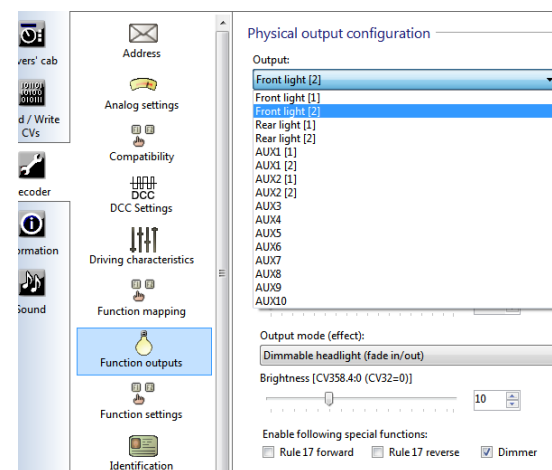 vers' cab
d / Write
CVs
ecoder
ormation
Sound
Address
Analog settings
Compatibility
DCC
DCC Settings
Driving characteristics
Function mapping
Function outputs
Function settings
Identification
Physical output configuration
Output:
Front light [2]
Front light [1]
Front light [2]
Rear light [1]
Rear light [2]
AUX1 [1]
AUX1 [2]
AUX2 [1]
AUX2 [2]
AUX3
AUX4
AUX5
AUX6
AUX7
AUX8
AUX9
AUX10
Output mode (effect):
Dimmable headlight (fade in/out)
Brightness [CV358.4:0 (CV32=0)]
10
Enable following special functions:
Rule 17 forward Rule 17 reverse Dimmer